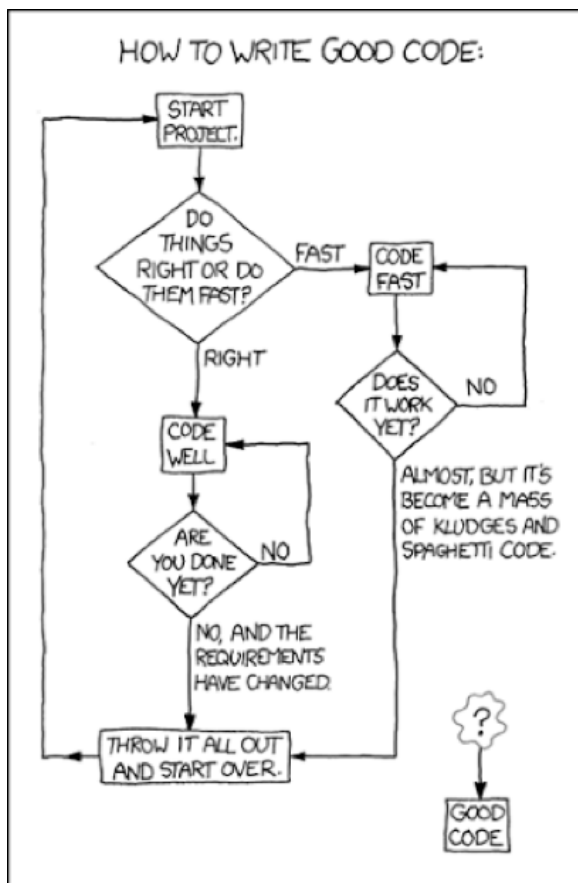 HOW TO WRITE GOOD CODE:
START
PROJECT.
DO
THINGS
RIGHT OR DO
THEM FAST?
FAST
CODE
FAST
RIGHT
DOES
IT WORK
YET?
NO
CODE
WELL
ALMOST, BUT IT'S
BECOME A MASS
OF KLUDGES AND
SPAGHETTI CODE.
ARE
YOU DONE
YET?
NO
NO, AND THE
REQUIREMENTS
HAVE CHANGED.
THROW IT ALL OUT
AND START OVER.
?
GOOD
CODE